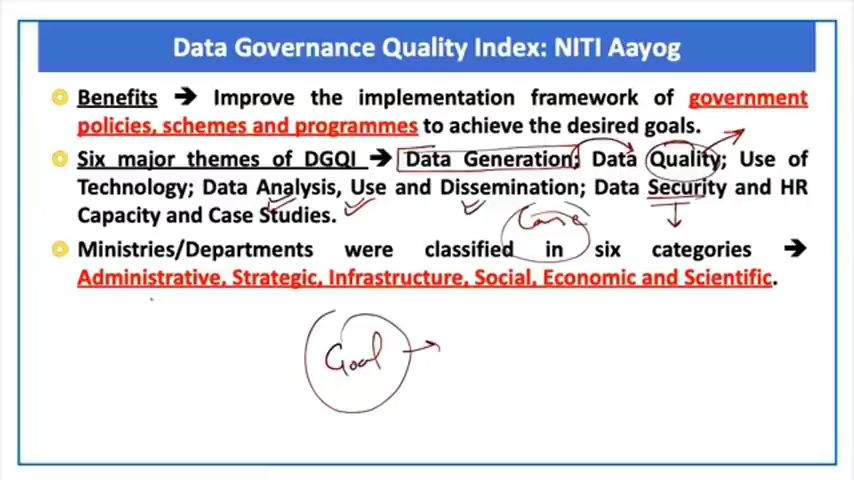 Data Governance Quality Index: NITI Aayog
Benefits ➔ Improve the implementation framework of government
policies, schemes and programmes to achieve the desired goals.
Six major themes of DGQI ➔ Data Generation; Data Quality; Use of
Technology; Data Analysis, Use and Dissemination; Data Security and HR
Capacity and Case Studies.
Ministries/Departments were classified in six categories ➔
Administrative, Strategic, Infrastructure, Social, Economic and Scientific.
Goal